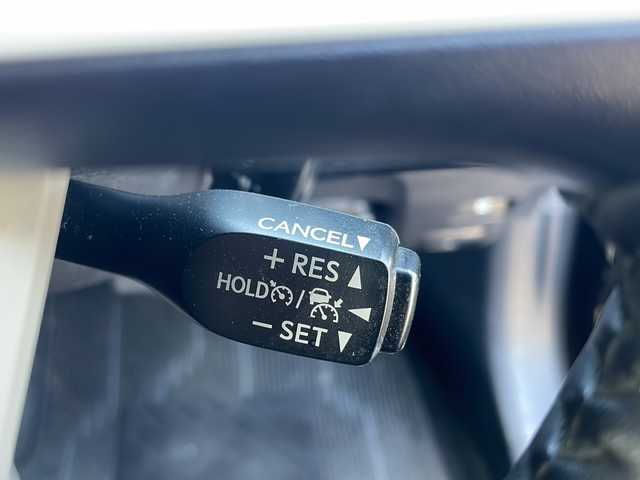 CANCEL▼
+ RES ▲
HOLD / ◀
− SET ▼